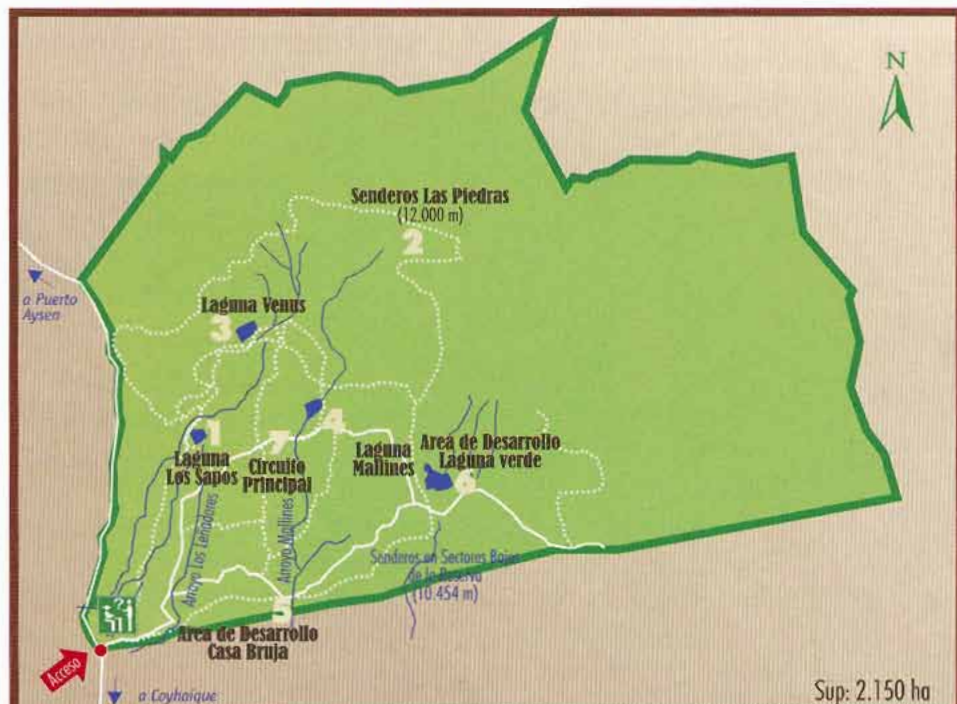 N
Senderos Las Piedras
(12.000 m)
2
a Puerto
Aysen
Laguna Venus
3
1
Laguna
Los Sapos
7
Circuito
Principal
4
Laguna
Mallines
Area de Desarrollo
Laguna verde
6
Arroyo Los Leñadores
Arroyo Mallines
Senderos en Sectores Bajos
de la Reserva
(10.454 m)
5
Area de Desarrollo
Casa Bruja
Acceso
a Coyhaique
Sup: 2.150 ha